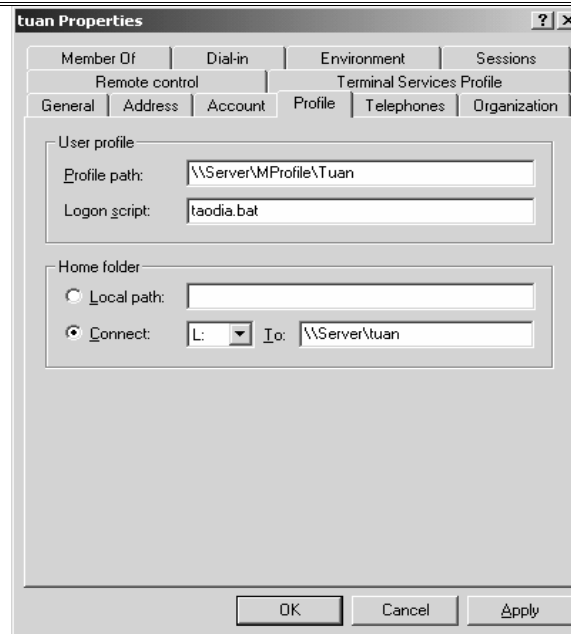 tuan Properties
Member Of Dial-in Environment Sessions
Remote control Terminal Services Profile
General Address Account Profile Telephones Organization
User profile
Profile path: \\Server\MProfile\Tuan
Logon script: taodia.bat
Home folder
Local path:
Connect: L: To: \\Server\tuan
OK Cancel Apply